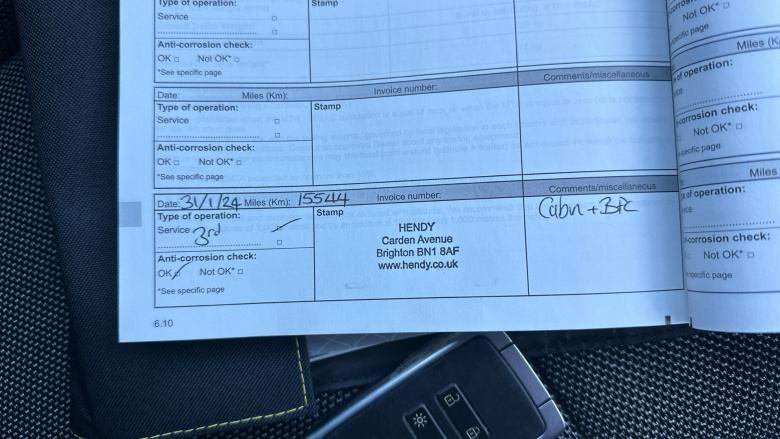 Type of operation:
Service
Stamp
Anti-corrosion check:
OK Not OK*
*See specific page
Not OK*
specific page
Date: Miles (Km): Invoice number: Comments/miscellaneous
Type of operation:
Service
Stamp
Anti-corrosion check:
OK Not OK*
*See specific page
Miles (K
of operation:
ice
corrosion check:
Not OK*
specific page
Date: 31/1/24 Miles (Km): 15544 Invoice number: Comments/miscellaneous
Type of operation:
Service 3rd
Stamp
HENDY
Carden Avenue
Brighton BN1 8AF
www.hendy.co.uk
Anti-corrosion check:
OK Not OK*
*See specific page
Miles
of operation:
ice
corrosion check:
Not OK*
specific page
6.10